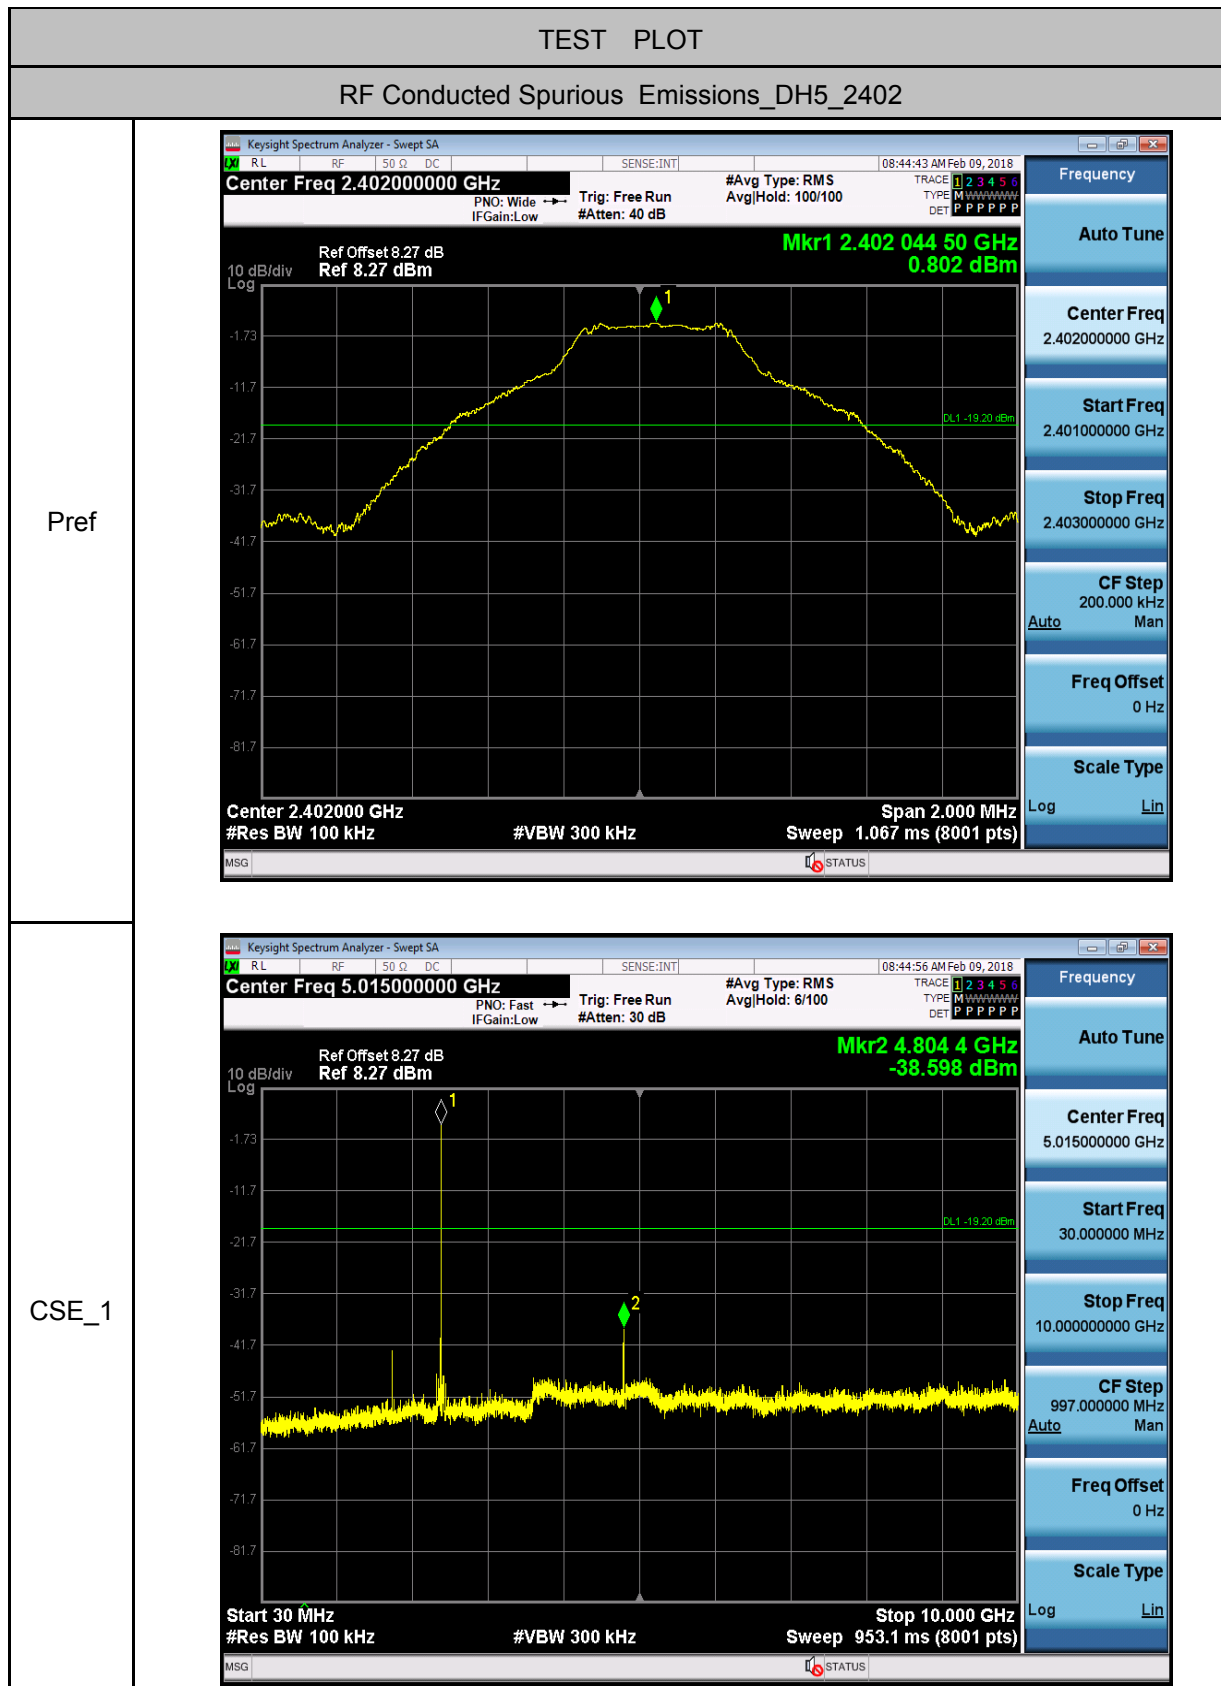 TEST PLOT
RF Conducted Spurious Emissions_DH5_2402
Pref
Keysight Spectrum Analyzer - Swept SA
LXI RL RF 50 Ω DC SENSE:INT 08:44:43 AM Feb 09, 2018
Center Freq 2.402000000 GHz #Avg Type: RMS TRACE 1 2 3 4 5 6
PNO: Wide Trig: Free Run Avg|Hold: 100/100 TYPE M W W W W W
IFGain:Low #Atten: 40 dB DET P P P P P P
Mkr1 2.402 044 50 GHz
Ref Offset 8.27 dB
10 dB/div Ref 8.27 dBm 0.802 dBm
Log
1
-1.73
-11.7
DL1 -19.20 dBm
-21.7
-31.7
-41.7
-51.7
-61.7
-71.7
-81.7
Center 2.402000 GHz Span 2.000 MHz
#Res BW 100 kHz #VBW 300 kHz Sweep 1.067 ms (8001 pts)
MSG STATUS
Frequency
Auto Tune
Center Freq
2.402000000 GHz
Start Freq
2.401000000 GHz
Stop Freq
2.403000000 GHz
CF Step
200.000 kHz
Auto Man
Freq Offset
0 Hz
Scale Type
Log Lin
CSE_1
Keysight Spectrum Analyzer - Swept SA
LXI RL RF 50 Ω DC SENSE:INT 08:44:56 AM Feb 09, 2018
Center Freq 5.015000000 GHz #Avg Type: RMS TRACE 1 2 3 4 5 6
PNO: Fast Trig: Free Run Avg|Hold: 6/100 TYPE M W W W W W
IFGain:Low #Atten: 30 dB DET P P P P P P
Mkr2 4.804 4 GHz
Ref Offset 8.27 dB
10 dB/div Ref 8.27 dBm -38.598 dBm
Log
1
-1.73
-11.7
DL1 -19.20 dBm
-21.7
-31.7
2
-41.7
-51.7
-61.7
-71.7
-81.7
Start 30 MHz Stop 10.000 GHz
#Res BW 100 kHz #VBW 300 kHz Sweep 953.1 ms (8001 pts)
MSG STATUS
Frequency
Auto Tune
Center Freq
5.015000000 GHz
Start Freq
30.000000 MHz
Stop Freq
10.000000000 GHz
CF Step
997.000000 MHz
Auto Man
Freq Offset
0 Hz
Scale Type
Log Lin